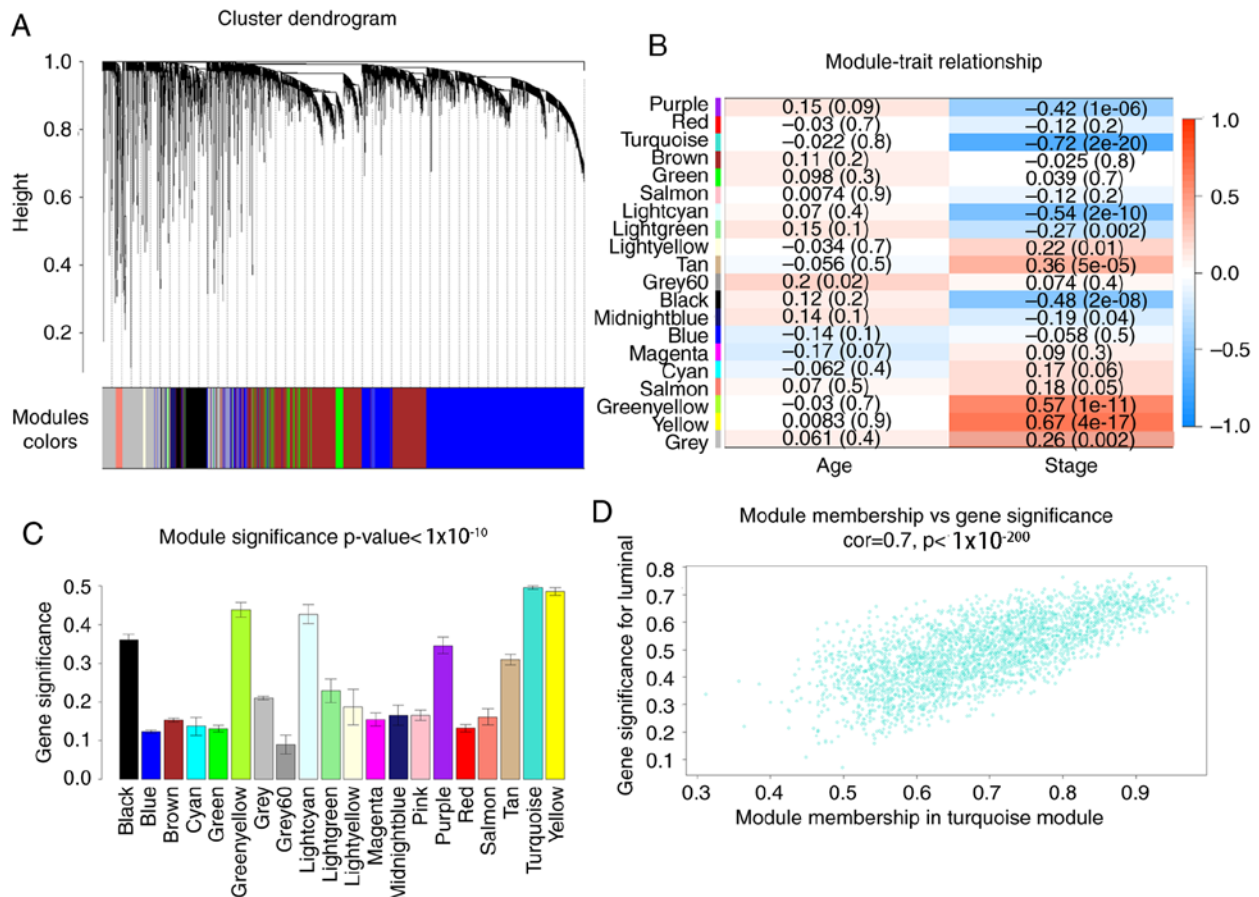 A
Cluster dendrogram
Height
1.0
0.8
0.6
0.4
0.2
Modules
colors
B
Module-trait relationship
Purple 0.15 (0.09) −0.42 (1e-06)
Red −0.03 (0.7) −0.12 (0.2)
Turquoise −0.022 (0.8) −0.72 (2e-20)
Brown 0.11 (0.2) −0.025 (0.8)
Green 0.098 (0.3) 0.039 (0.7)
Salmon 0.0074 (0.9) −0.12 (0.2)
Lightcyan 0.07 (0.4) −0.54 (2e-10)
Lightgreen 0.15 (0.1) −0.27 (0.002)
Lightyellow −0.034 (0.7) 0.22 (0.01)
Tan −0.056 (0.5) 0.36 (5e-05)
Grey60 0.2 (0.02) 0.074 (0.4)
Black 0.12 (0.2) −0.48 (2e-08)
Midnightblue 0.14 (0.1) −0.19 (0.04)
Blue −0.14 (0.1) −0.058 (0.5)
Magenta −0.17 (0.07) 0.09 (0.3)
Cyan −0.062 (0.4) 0.17 (0.06)
Salmon 0.07 (0.5) 0.18 (0.05)
Greenyellow −0.03 (0.7) 0.57 (1e-11)
Yellow 0.0083 (0.9) 0.67 (4e-17)
Grey 0.061 (0.4) 0.26 (0.002)
Age Stage
1.0
0.5
0.0
−0.5
−1.0
C
Module significance p-value< 1x10⁻¹⁰
Gene significance
0.5
0.4
0.3
0.2
0.1
0.0
Black
Blue
Brown
Cyan
Green
Greenyellow
Grey
Grey60
Lightcyan
Lightgreen
Lightyellow
Magenta
Midnightblue
Pink
Purple
Red
Salmon
Tan
Turquoise
Yellow
D
Module membership vs gene significance
cor=0.7, p< 1x10⁻²⁰⁰
Gene significance for luminal
0.8
0.7
0.6
0.5
0.4
0.3
0.2
0.1
0.3 0.4 0.5 0.6 0.7 0.8 0.9
Module membership in turquoise module